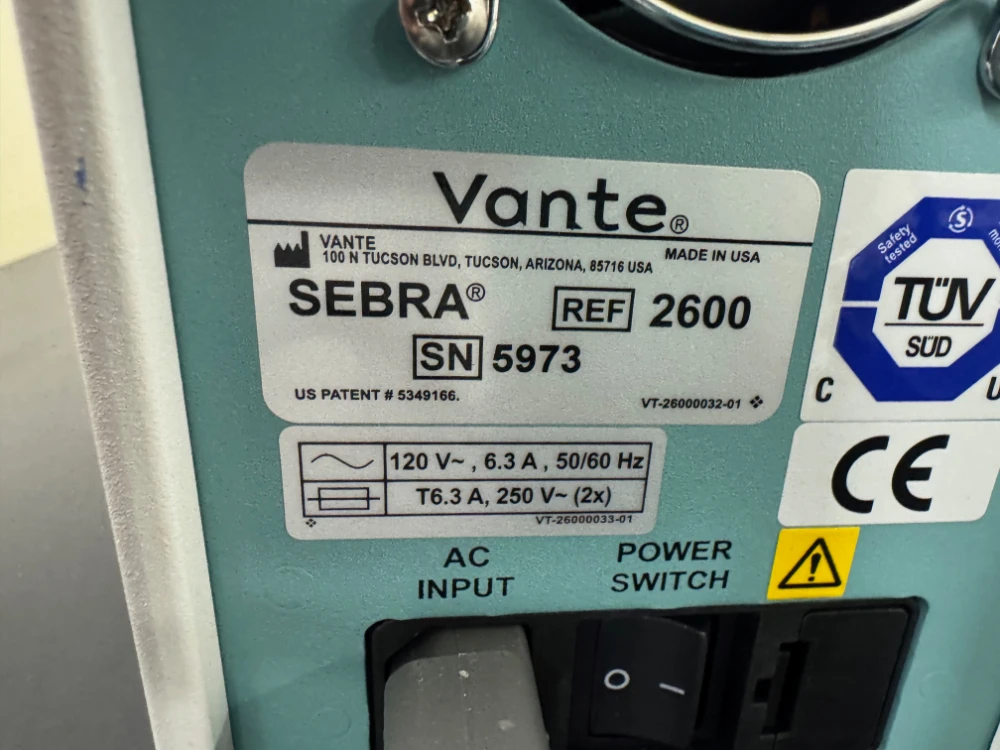 Vante®
VANTE
100 N TUCSON BLVD, TUCSON, ARIZONA, 85716 USA
MADE IN USA
SEBRA®
REF 2600
SN 5973
US PATENT # 5349166.
VT-26000032-01
120 V~ , 6.3 A , 50/60 Hz
T6.3 A, 250 V~ (2x)
VT-26000033-01
Safety
tested
S
TÜV
SÜD
C
CE
AC
INPUT
POWER
SWITCH
O